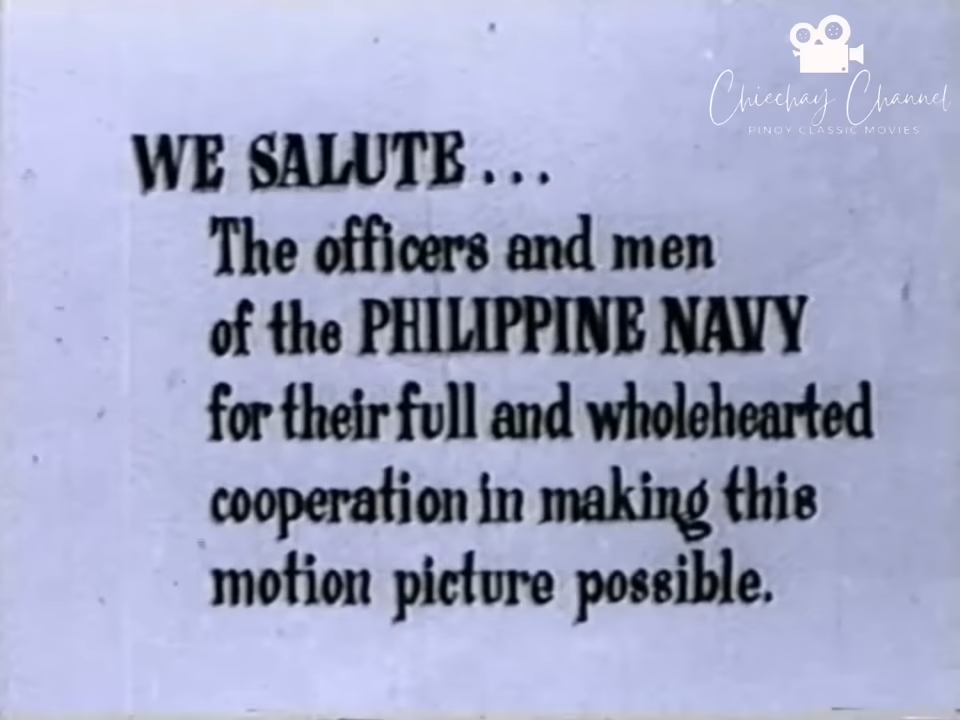 Chiechay Channel
PINOY CLASSIC MOVIES
WE SALUTE...
The officers and men
of the PHILIPPINE NAVY
for their full and wholehearted
cooperation in making this
motion picture possible.